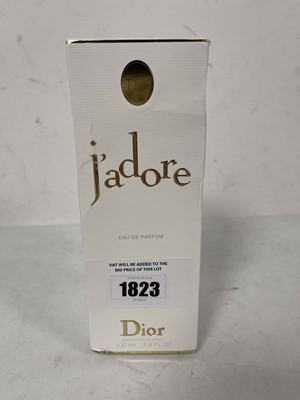 D
j'adore
EAU DE PARFUM
VAT WILL BE ADDED TO THE
BID PRICE OF THIS LOT
1823
Dior
100 ml - 3.4 FL. OZ